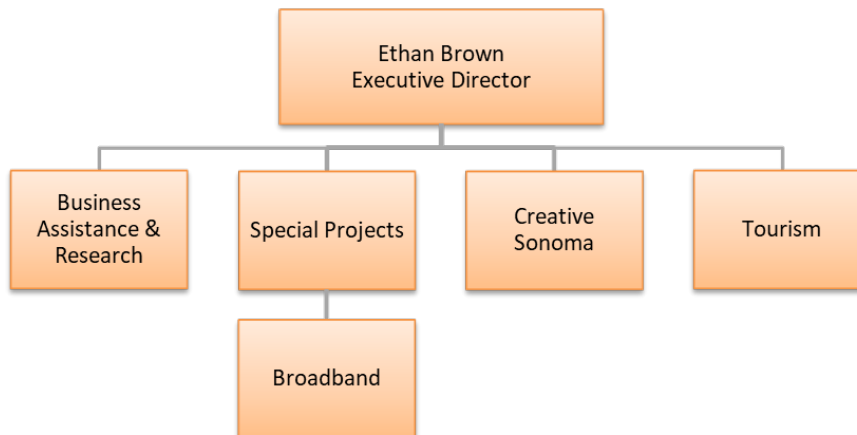 Ethan Brown
Executive Director
Business
Assistance &
Research
Special Projects
Creative
Sonoma
Tourism
Broadband